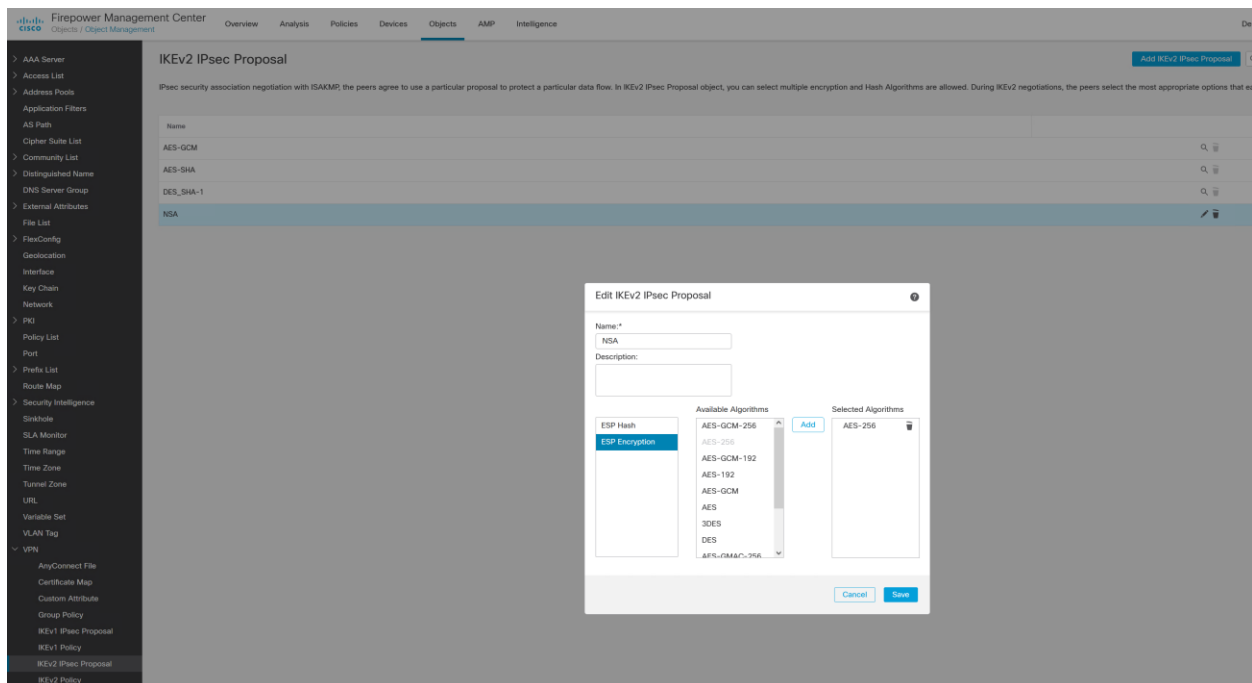 Firepower Management Center
CISCO Objects / Object Management
Overview Analysis Policies Devices Objects AMP Intelligence De
AAA Server
Access List
Address Pools
Application Filters
AS Path
Cipher Suite List
Community List
Distinguished Name
DNS Server Group
External Attributes
File List
FlexConfig
Geolocation
Interface
Key Chain
Network
PKI
Policy List
Port
Prefix List
Route Map
Security Intelligence
Sinkhole
SLA Monitor
Time Range
Time Zone
Tunnel Zone
URL
Variable Set
VLAN Tag
VPN
AnyConnect File
Certificate Map
Custom Attribute
Group Policy
IKEv1 IPsec Proposal
IKEv1 Policy
IKEv2 IPsec Proposal
IKEv2 Policy
IKEv2 IPsec Proposal
Add IKEv2 IPsec Proposal
IPsec security association negotiation with ISAKMP, the peers agree to use a particular proposal to protect a particular data flow. In IKEv2 IPsec Proposal object, you can select multiple encryption and Hash Algorithms are allowed. During IKEv2 negotiations, the peers select the most appropriate options that ea
Name
AES-GCM
AES-SHA
DES_SHA-1
NSA
Edit IKEv2 IPsec Proposal
Name:*
NSA
Description:
ESP Hash
ESP Encryption
Available Algorithms
AES-GCM-256
AES-256
AES-GCM-192
AES-192
AES-GCM
AES
3DES
DES
AES-GMAC-256
Add
Selected Algorithms
AES-256
Cancel Save